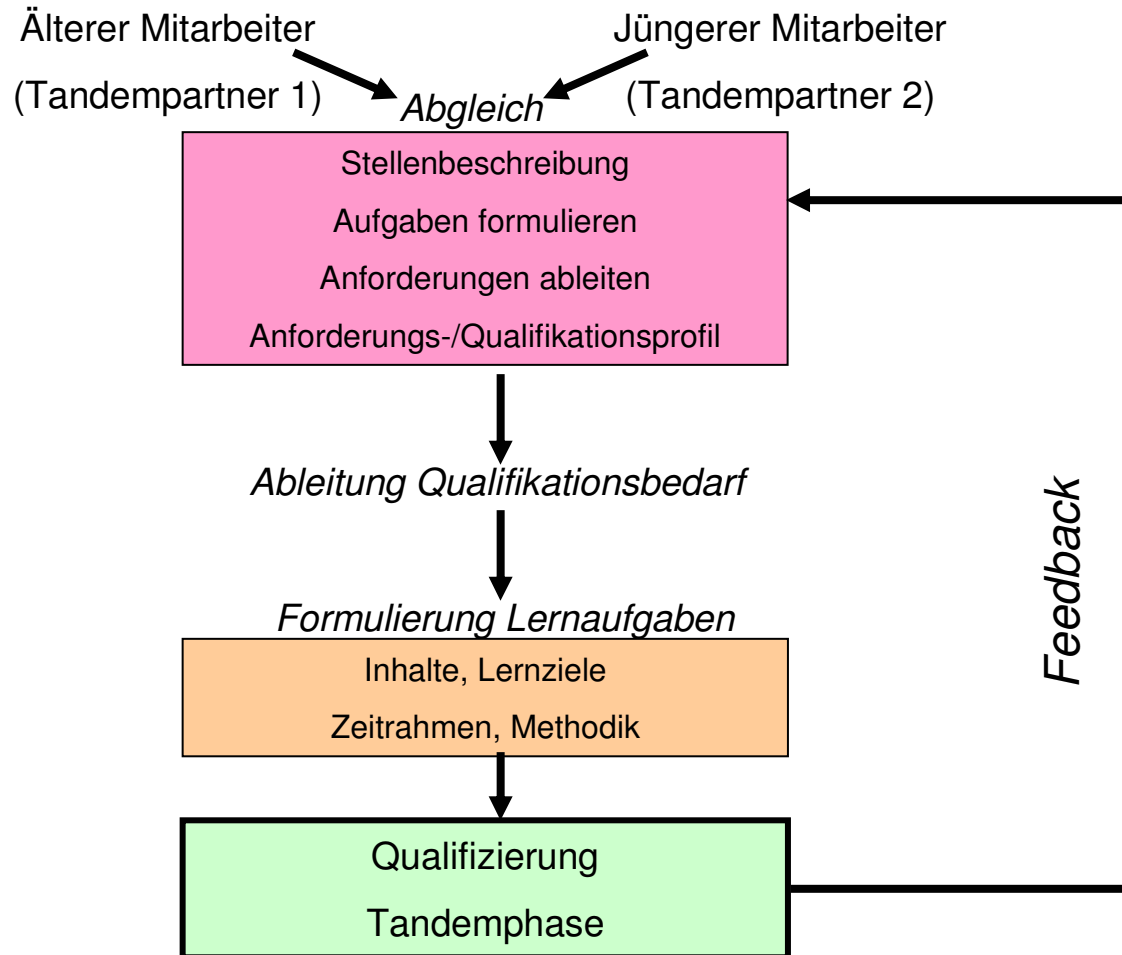 Älterer Mitarbeiter
Jüngerer Mitarbeiter
(Tandempartner 1)
(Tandempartner 2)
Abgleich
Stellenbeschreibung
Aufgaben formulieren
Anforderungen ableiten
Anforderungs-/Qualifikationsprofil
Ableitung Qualifikationsbedarf
Formulierung Lernaufgaben
Inhalte, Lernziele
Zeitrahmen, Methodik
Qualifizierung
Tandemphase
Feedback